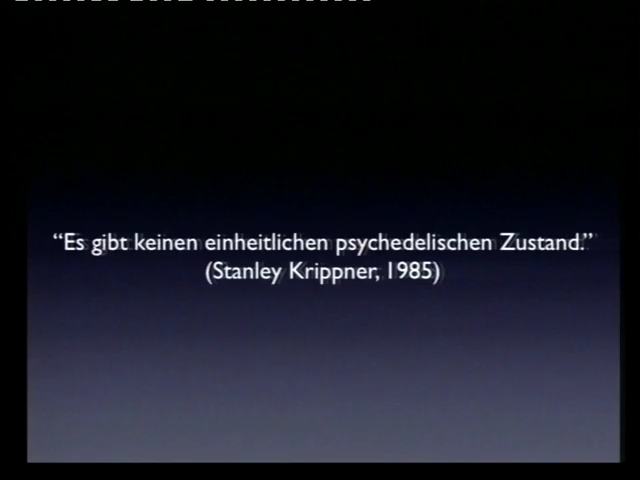 “Es gibt keinen einheitlichen psychedelischen Zustand.”
(Stanley Krippner, 1985)